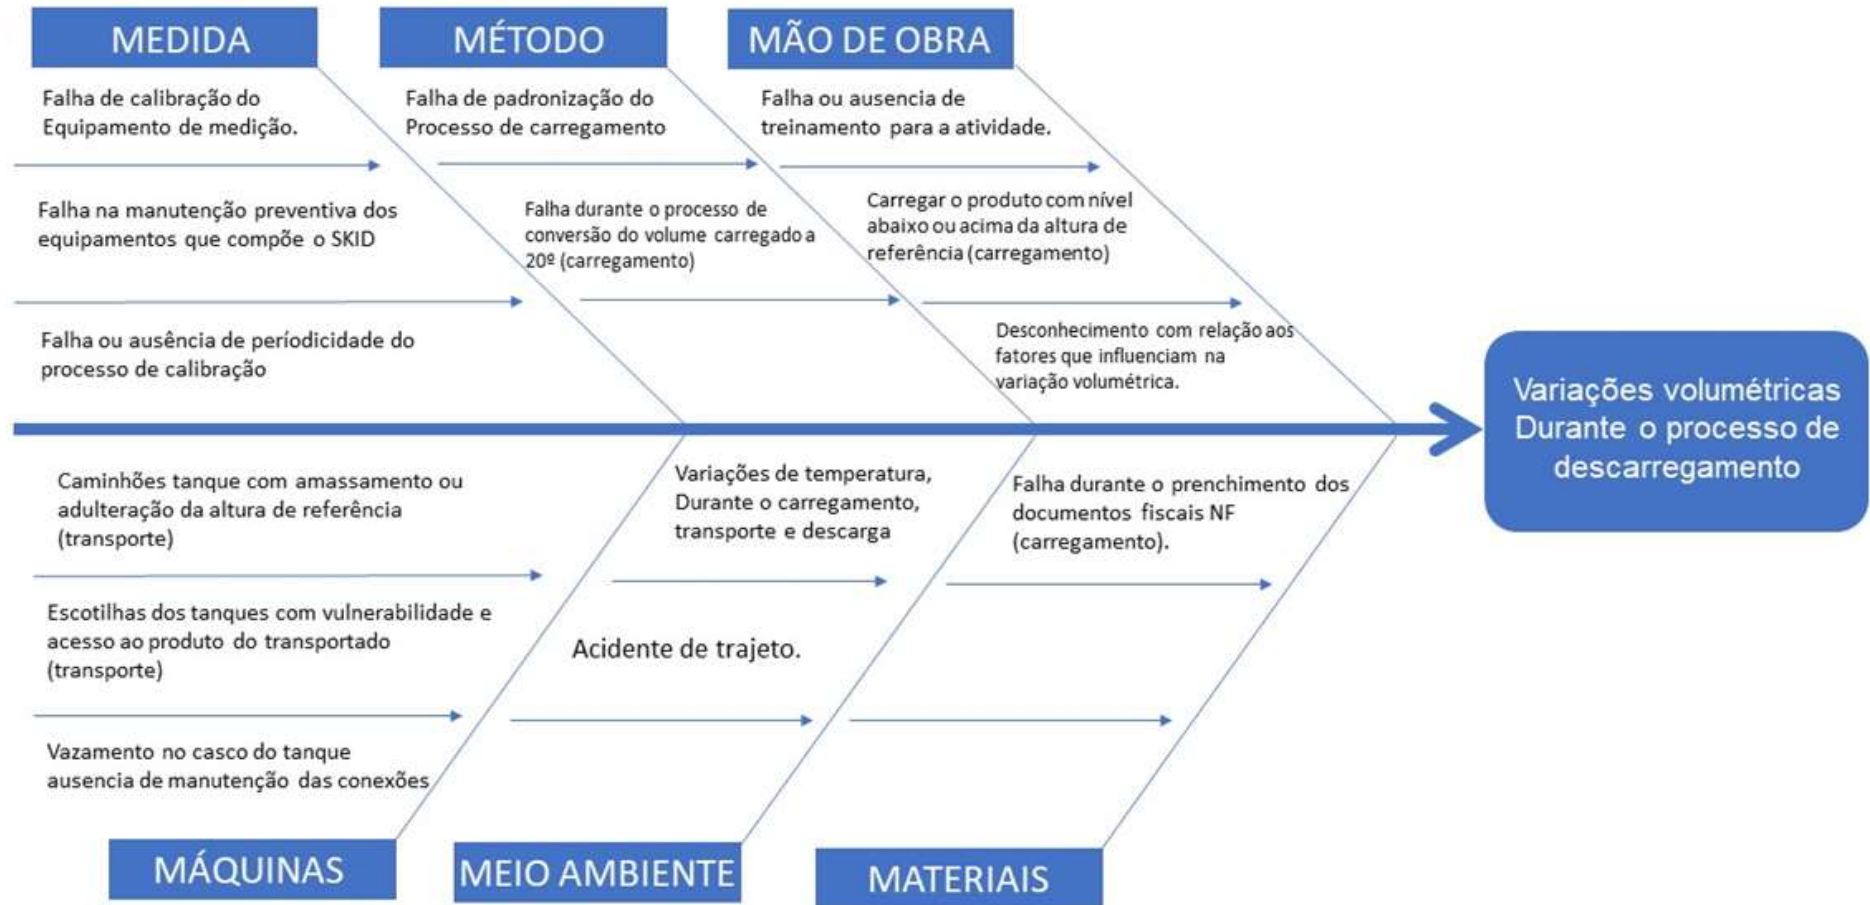 MEDIDA
Falha de calibração do
Equipamento de medição.
Falha na manutenção preventiva dos
equipamentos que compõe o SKID
Falha ou ausência de períodicidade do
processo de calibração
MÉTODO
Falha de padronização do
Processo de carregamento
Falha durante o processo de
conversão do volume carregado a
20º (carregamento)
MÃO DE OBRA
Falha ou ausencia de
treinamento para a atividade.
Carregar o produto com nível
abaixo ou acima da altura de
referência (carregamento)
Desconhecimento com relação aos
fatores que influenciam na
variação volumétrica.
Variações volumétricas
Durante o processo de
descarregamento
Caminhões tanque com amassamento ou
adulteração da altura de referência
(transporte)
Escotilhas dos tanques com vulnerabilidade e
acesso ao produto do transportado
(transporte)
Vazamento no casco do tanque
ausencia de manutenção das conexões
MÁQUINAS
Variações de temperatura,
Durante o carregamento,
transporte e descarga
Acidente de trajeto.
MEIO AMBIENTE
Falha durante o prenchimento dos
documentos fiscais NF
(carregamento).
MATERIAIS